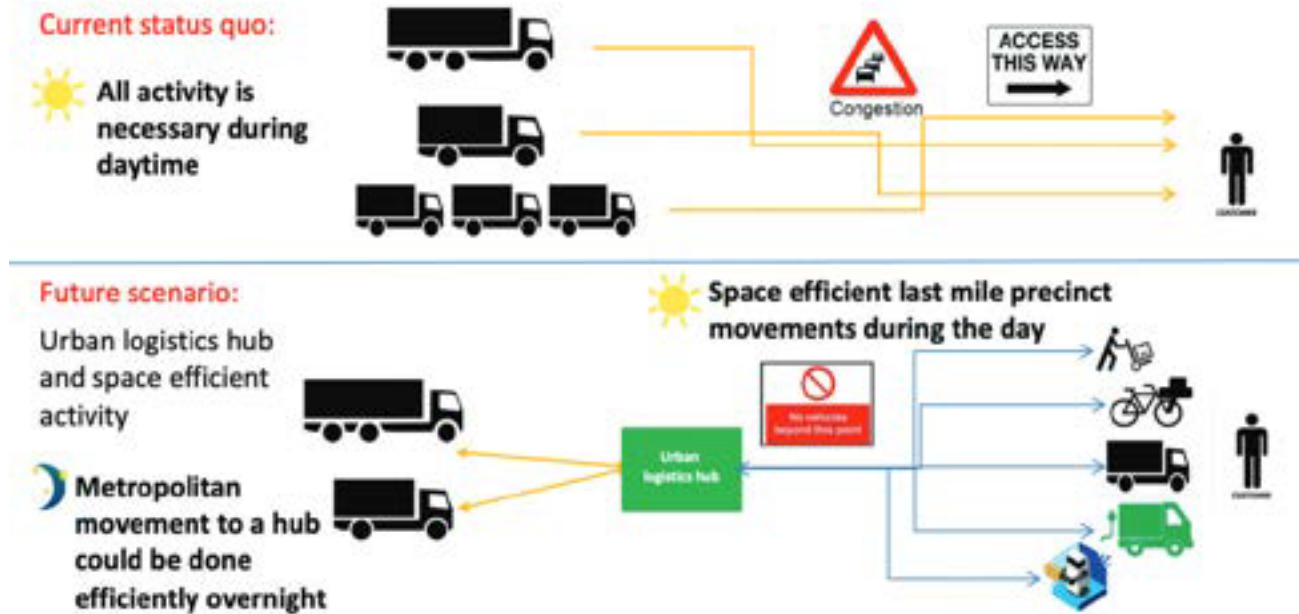 Current status quo:
All activity is
necessary during
daytime
Congestion
ACCESS
THIS WAY
CUSTOMER
Future scenario:
Urban logistics hub
and space efficient
activity
Metropolitan
movement to a hub
could be done
efficiently overnight
Space efficient last mile precinct
movements during the day
No vehicles
beyond this point
Urban
logistics hub
CUSTOMER